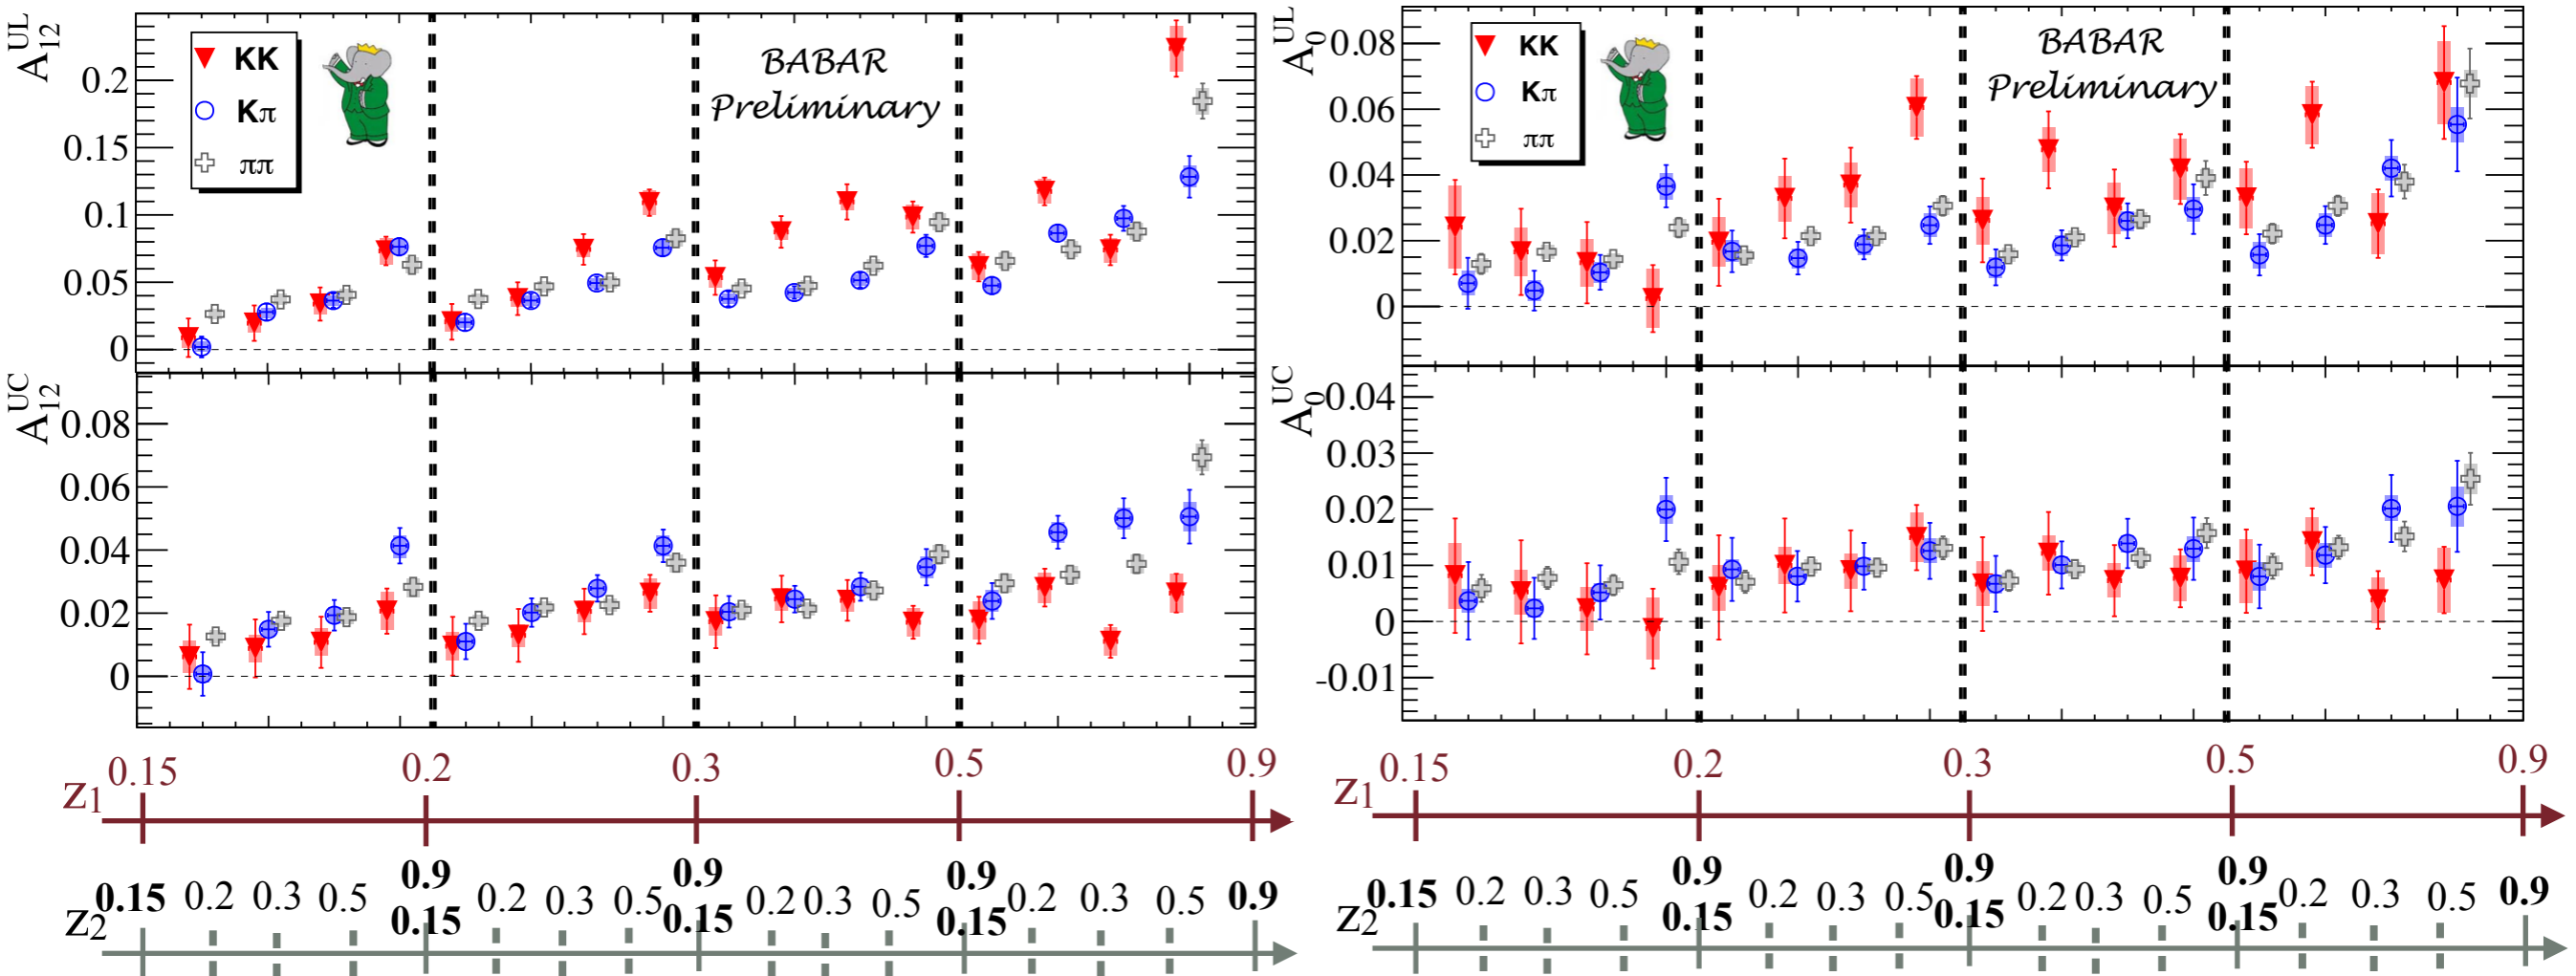 A₁₂^UL
0.2
0.15
0.1
0.05
0
KK
Kπ
ππ
BABAR
Preliminary
A₁₂^UC
0.08
0.06
0.04
0.02
0
0.15 0.2 0.3 0.5 0.9
Z1
0.9 0.9 0.9
0.15 0.2 0.3 0.5 0.2 0.3 0.5 0.2 0.3 0.5 0.2 0.3 0.5 0.9
0.15 0.15 0.15
Z2
A₀^UL
0.08
0.06
0.04
0.02
0
KK
Kπ
ππ
BABAR
Preliminary
A₀^UC
0.04
0.03
0.02
0.01
0
-0.01
0.15 0.2 0.3 0.5 0.9
Z1
0.9 0.9 0.9
0.15 0.2 0.3 0.5 0.2 0.3 0.5 0.2 0.3 0.5 0.2 0.3 0.5 0.9
0.15 0.15 0.15
Z2